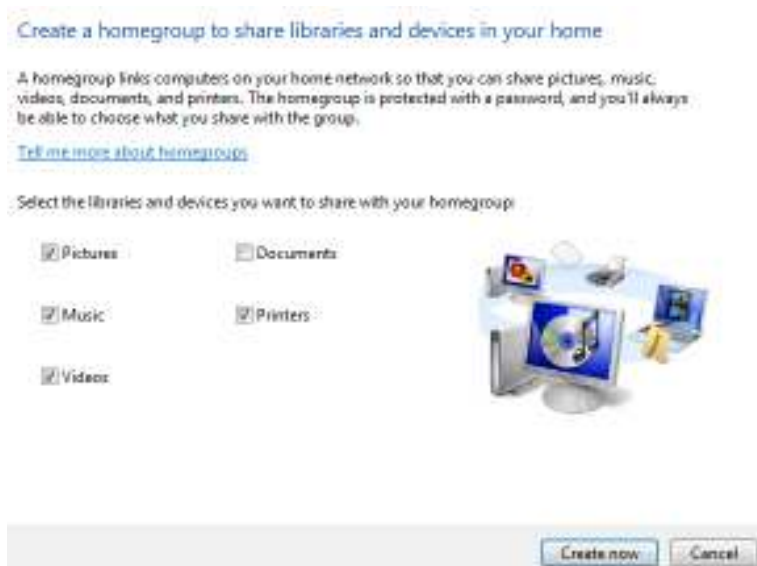 Create a homegroup to share libraries and devices in your home
A homegroup links computers on your home network so that you can share pictures, music,
videos, documents, and printers. The homegroup is protected with a password, and you'll always
be able to choose what you share with the group.
Tell me more about homegroups
Select the libraries and devices you want to share with your homegroup:
Pictures
Documents
Music
Printers
Videos
Create now
Cancel